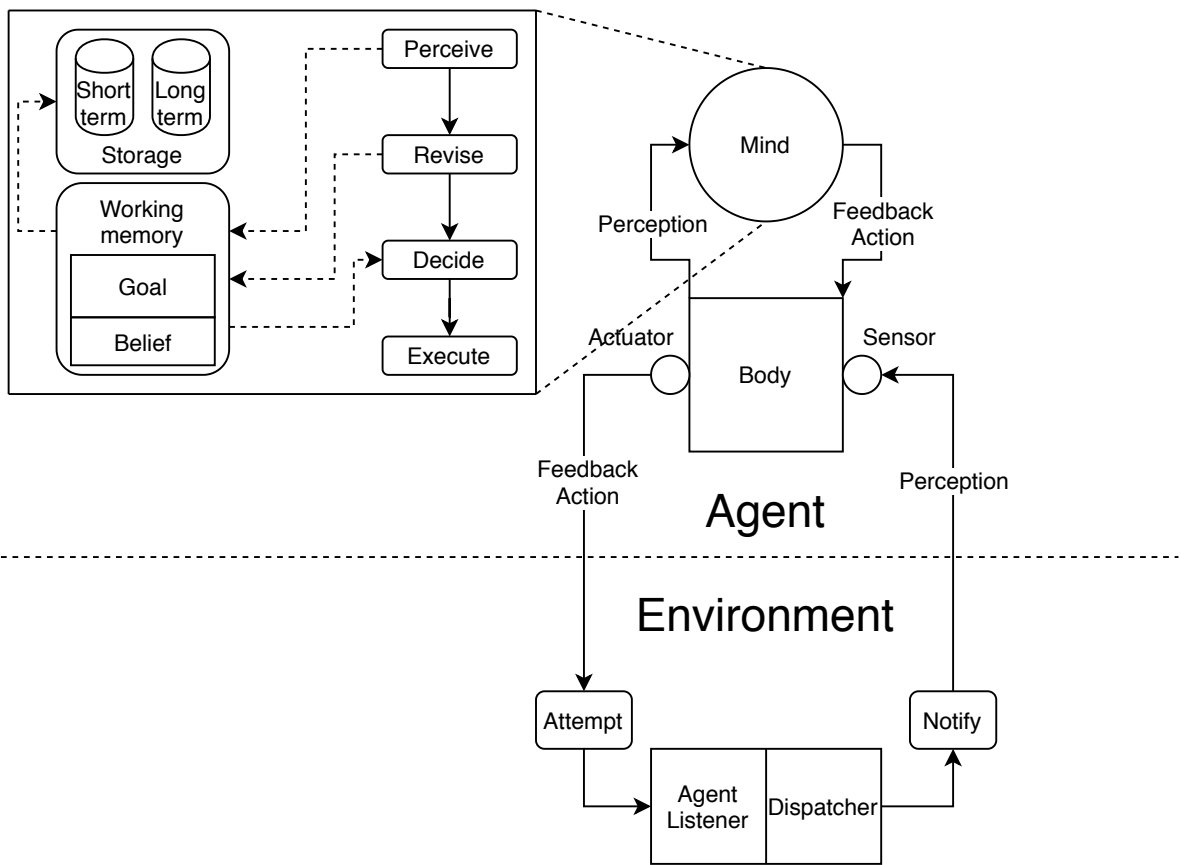 Short
term
Long
term
Storage
Working
memory
Goal
Belief
Perceive
Revise
Decide
Execute
Mind
Perception
Feedback
Action
Actuator
Sensor
Body
Feedback
Action
Perception
Agent
Environment
Attempt
Notify
Agent
Listener
Dispatcher